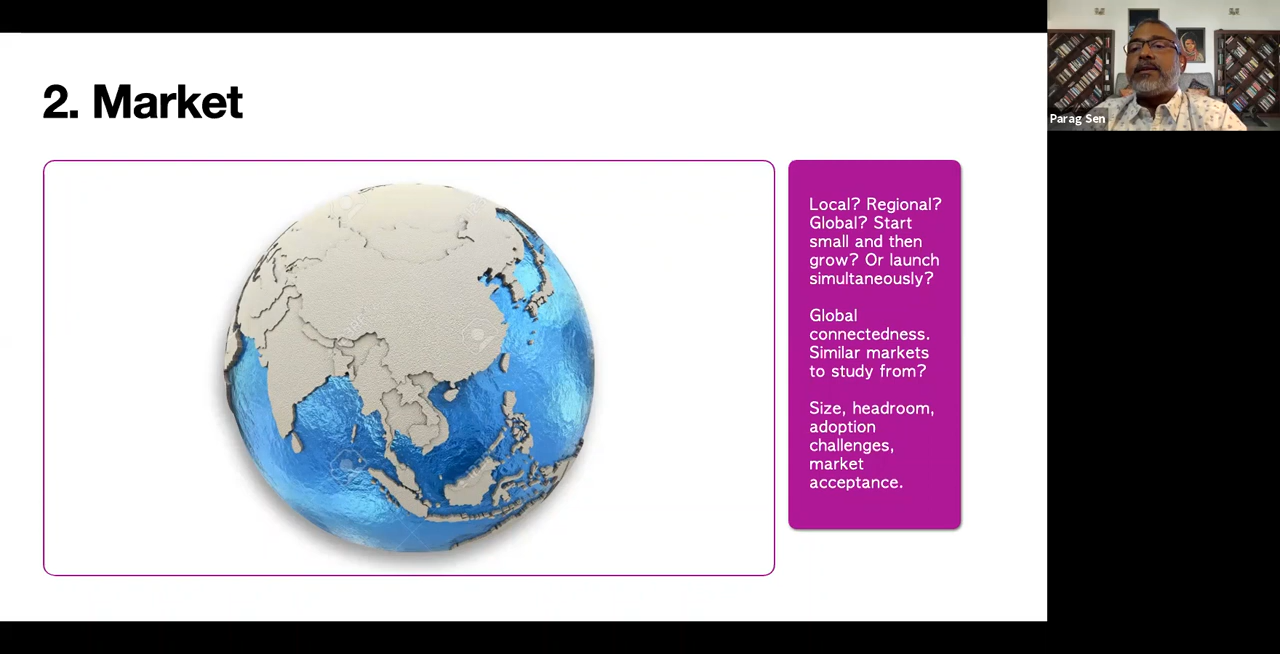 2. Market
Local? Regional?
Global? Start
small and then
grow? Or launch
simultaneously?
Global
connectedness.
Similar markets
to study from?
Size, headroom,
adoption
challenges,
market
acceptance.
Parag Sen